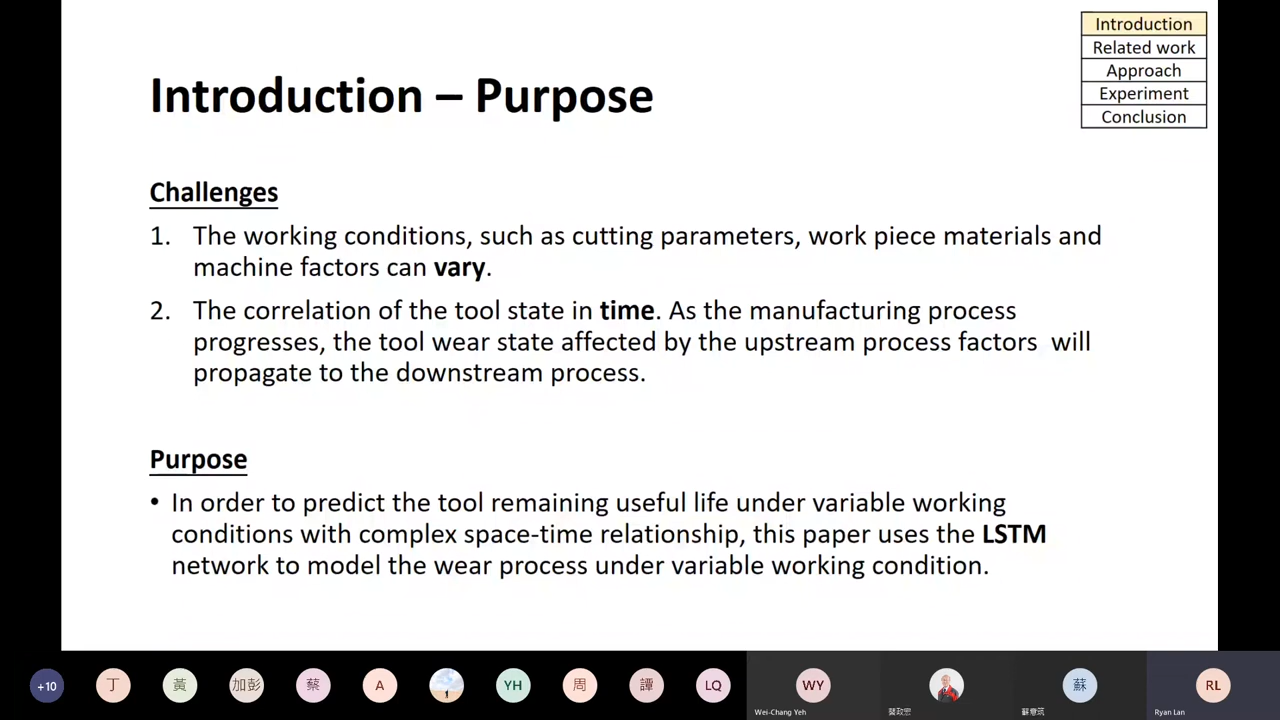 Introduction
Related work
Approach
Experiment
Conclusion
Introduction – Purpose
Challenges
1. The working conditions, such as cutting parameters, work piece materials and
machine factors can vary.
2. The correlation of the tool state in time. As the manufacturing process
progresses, the tool wear state affected by the upstream process factors will
propagate to the downstream process.
Purpose
• In order to predict the tool remaining useful life under variable working
conditions with complex space-time relationship, this paper uses the LSTM
network to model the wear process under variable working condition.
+10 丁 黃 加彭 蔡 A YH 周 譚 LQ WY 蘇 RL
Wei-Chang Yeh
Ryan Lan